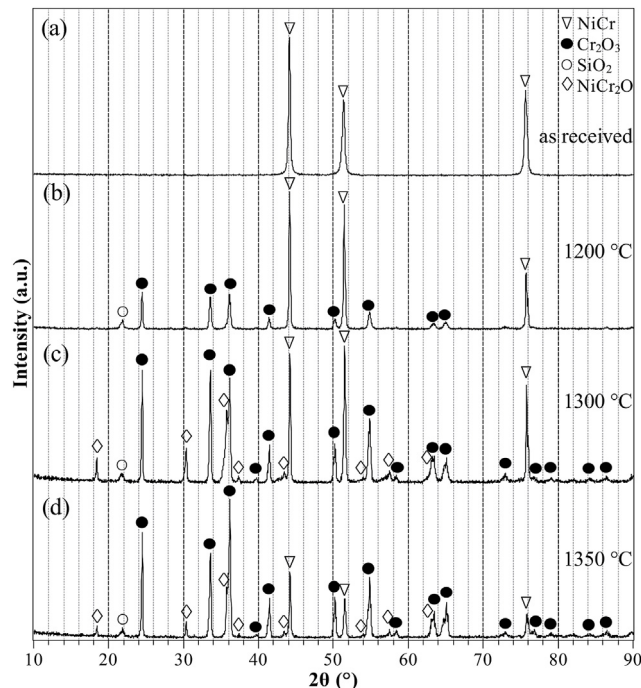 (a)
NiCr
Cr₂O₃
SiO₂
NiCr₂O
as received
(b)
1200 °C
(c)
1300 °C
(d)
1350 °C
Intensity (a.u.)
10 20 30 40 50 60 70 80 90
2θ (°)